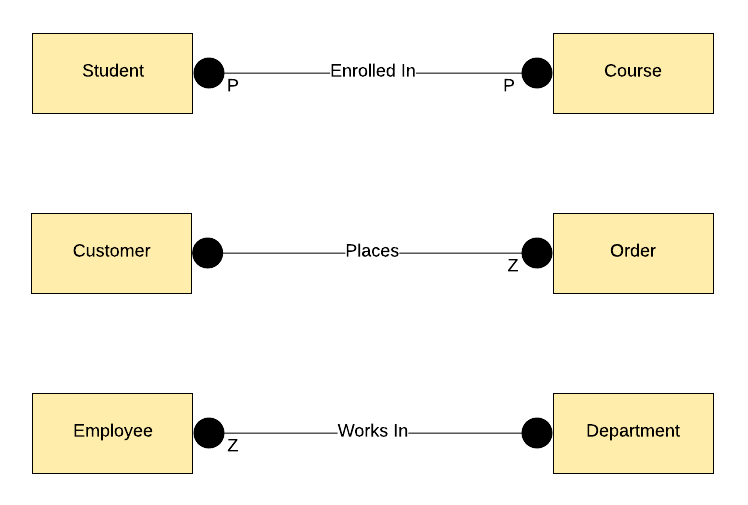 Student
P
Enrolled In
P
Course
Customer
Places
Z
Order
Employee
Z
Works In
Department